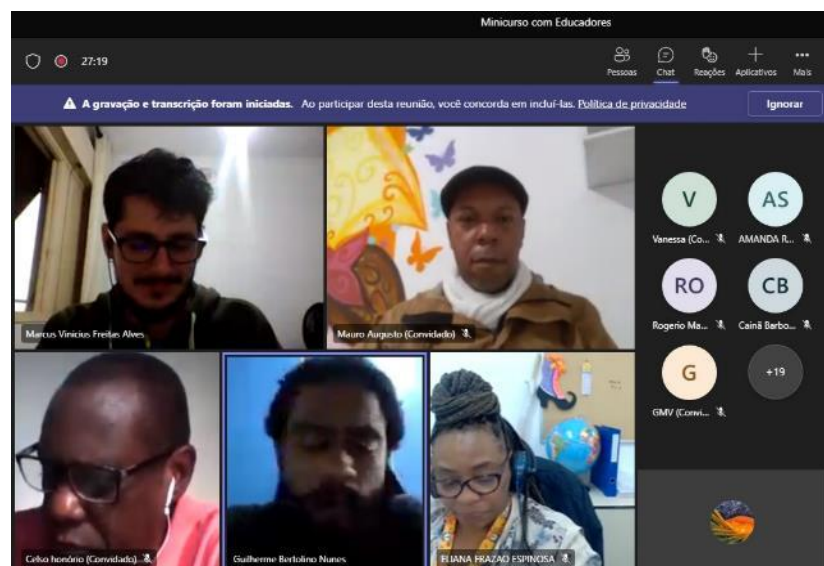 Minicurso com Educadores
27:19
Pessoas
Chat
Reações
Aplicativos
Mais
A gravação e transcrição foram iniciadas. Ao participar desta reunião, você concorda em incluí-las. Política de privacidade
Ignorar
Marcus Vinicius Freitas Alves
Mauro Augusto (Convidado)
V
Vanessa (Co...
AS
AMANDA R...
RO
Rogerio Ma...
CB
Cainã Barbo...
G
GMV (Convi...
+19
Celso honório (Convidado)
Guilherme Bertolino Nunes
ELIANA FRAZAO ESPINOSA